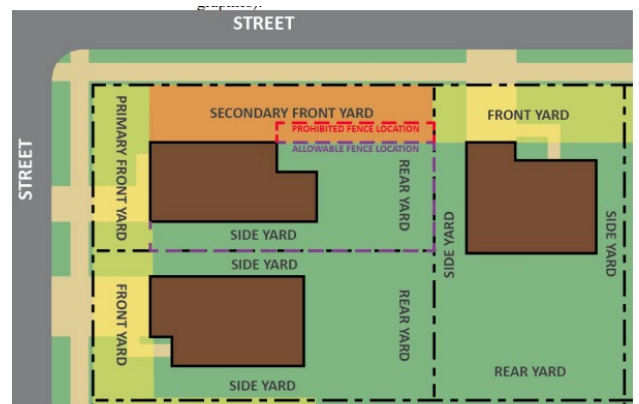 graphics).
STREET
STREET
PRIMARY FRONT YARD
SECONDARY FRONT YARD
PROHIBITED FENCE LOCATION
ALLOWABLE FENCE LOCATION
REAR YARD
SIDE YARD
FRONT YARD
SIDE YARD
SIDE YARD
FRONT YARD
SIDE YARD
REAR YARD
SIDE YARD
REAR YARD